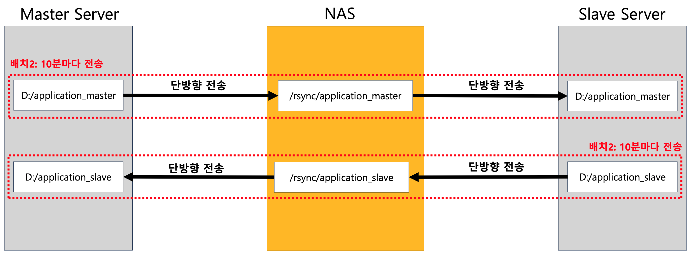 Master Server
NAS
Slave Server
배치2: 10분마다 전송
D:/application_master
단방향 전송
/rsync/application_master
단방향 전송
D:/application_master
배치2: 10분마다 전송
D:/application_slave
단방향 전송
/rsync/application_slave
단방향 전송
D:/application_slave